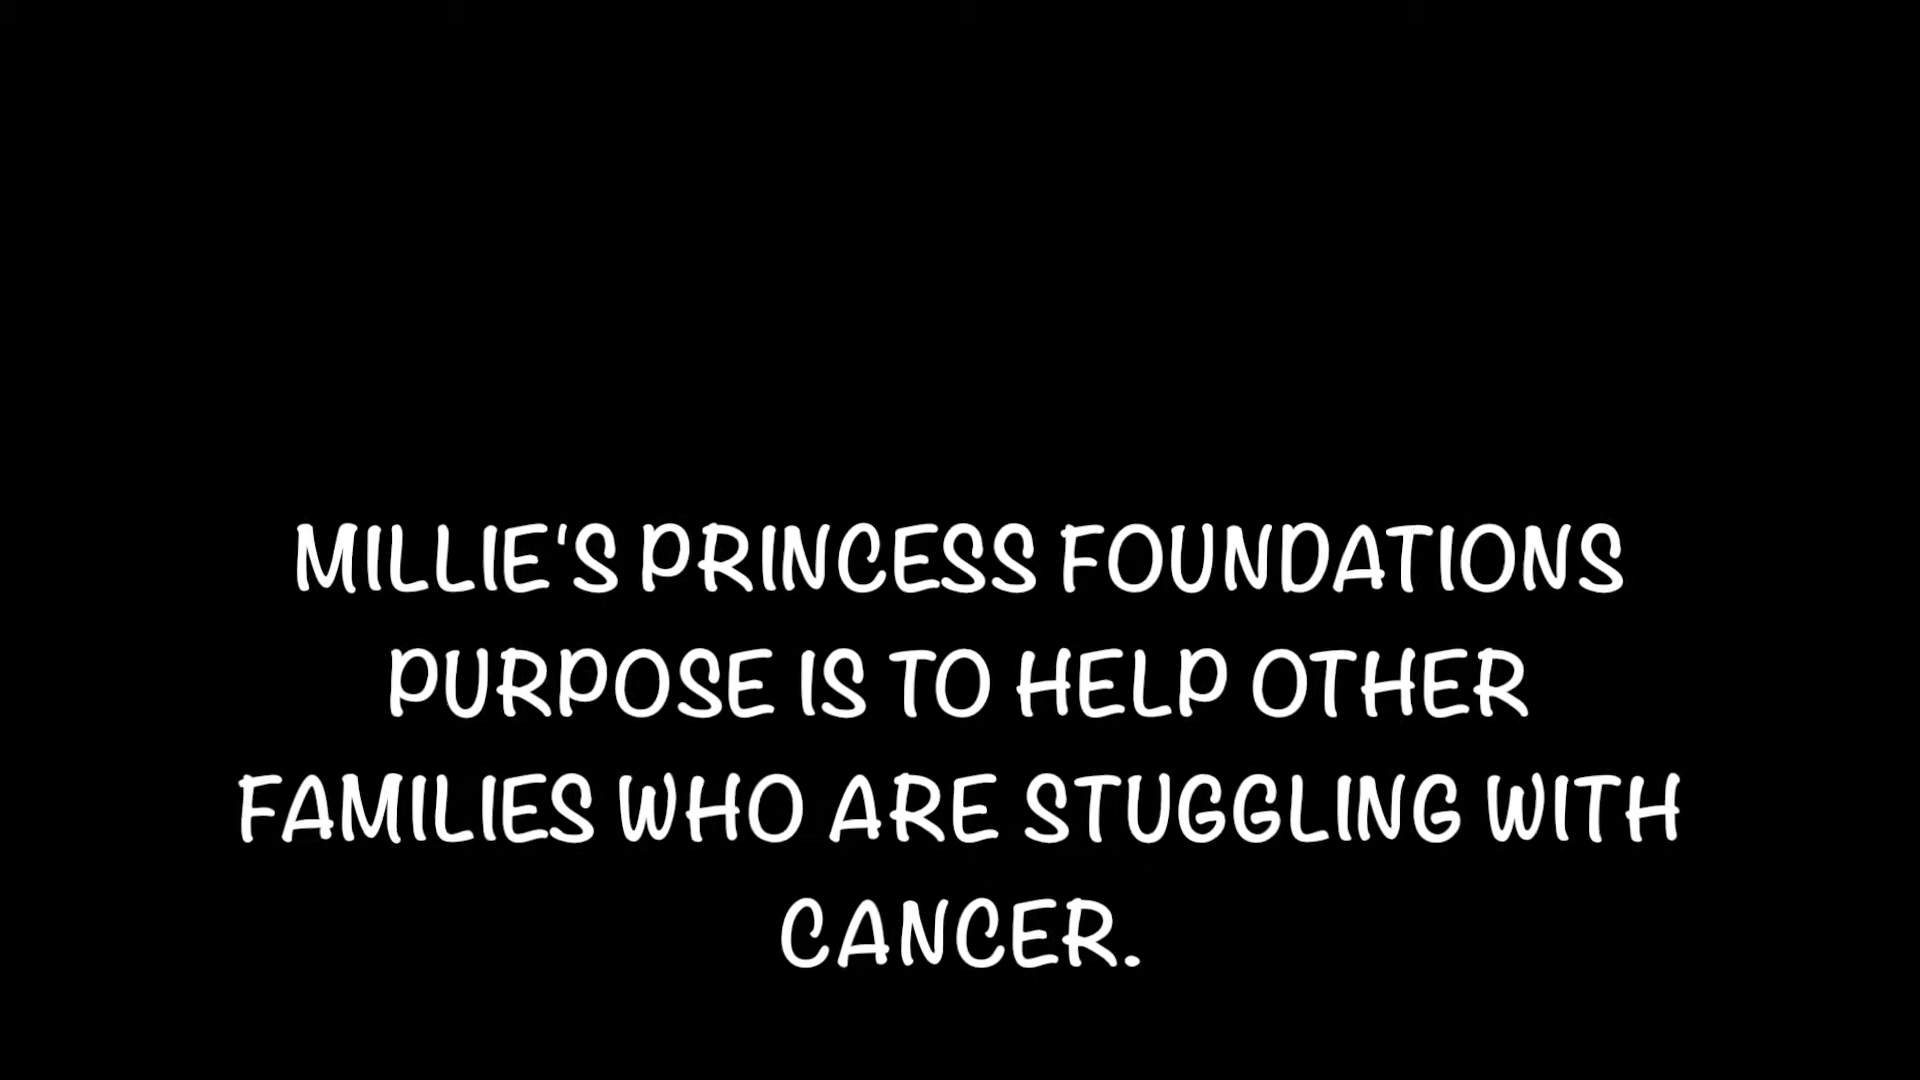 MILLIE'S PRINCESS FOUNDATIONS
PURPOSE IS TO HELP OTHER
FAMILIES WHO ARE STUGGLING WITH
CANCER.